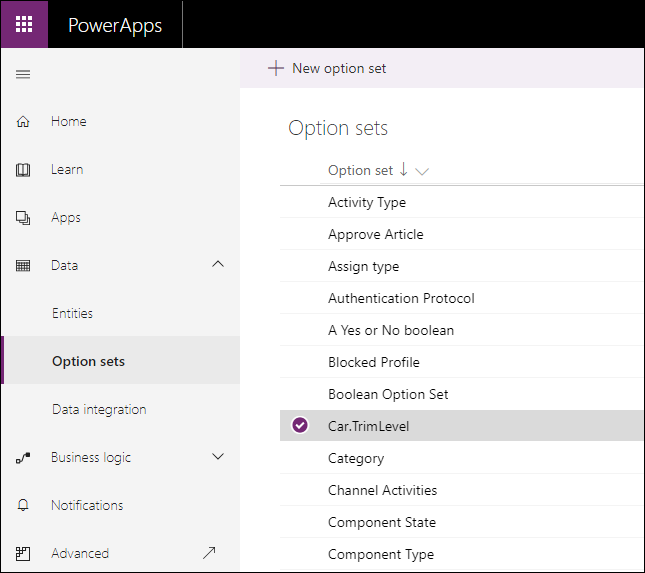 PowerApps
New option set
Home
Learn
Apps
Data
Entities
Option sets
Data integration
Business logic
Notifications
Advanced
Option sets
Option set
Activity Type
Approve Article
Assign type
Authentication Protocol
A Yes or No boolean
Blocked Profile
Boolean Option Set
Car.TrimLevel
Category
Channel Activities
Component State
Component Type